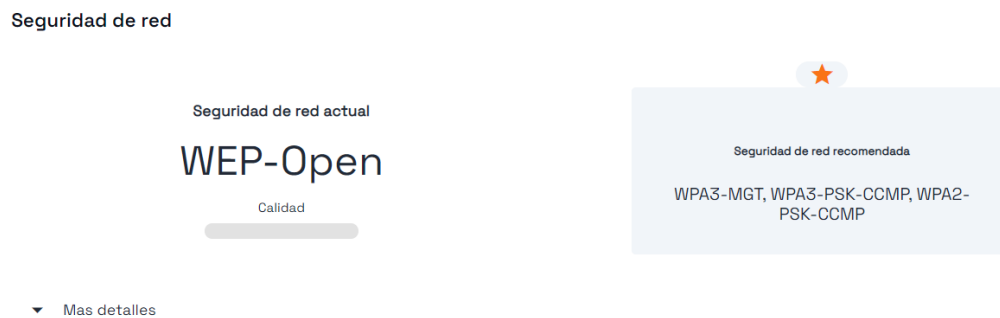 Seguridad de red
Seguridad de red actual
WEP-Open
Calidad
Seguridad de red recomendada
WPA3-MGT, WPA3-PSK-CCMP, WPA2-
PSK-CCMP
Mas detalles